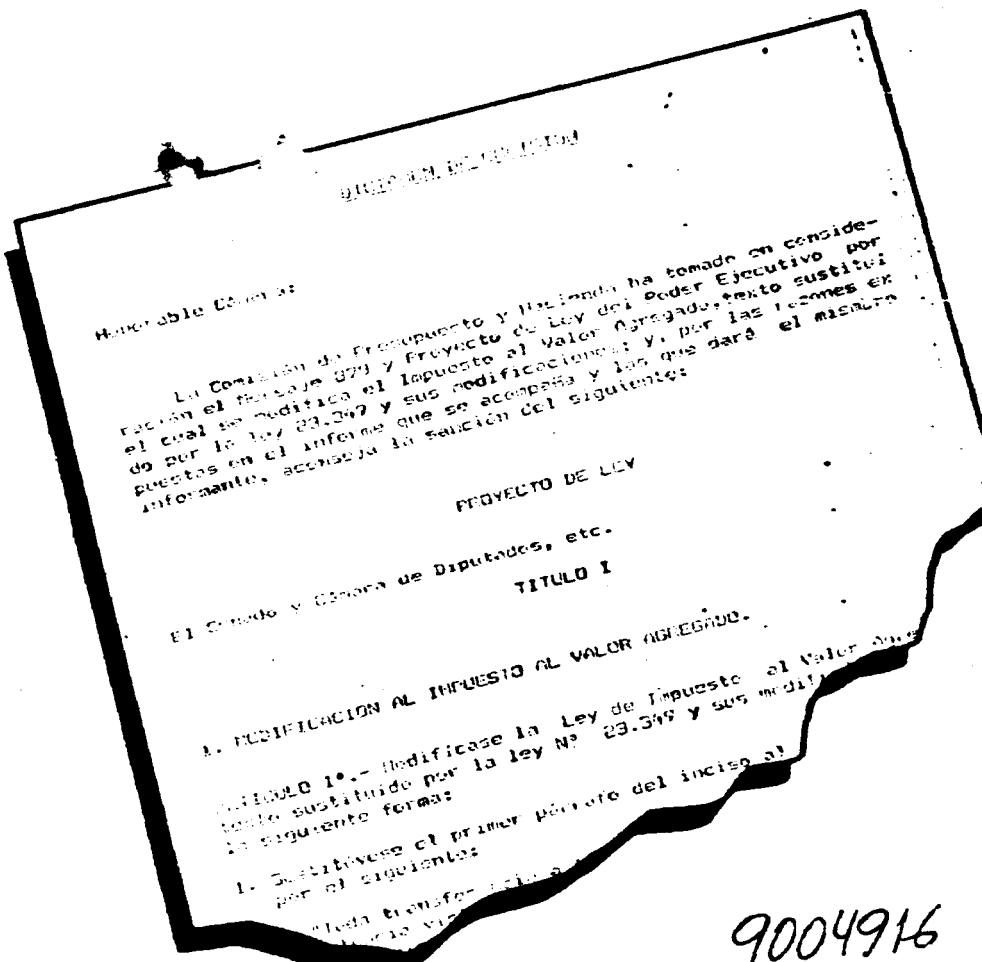 DICTAMEN DE COMISION
Honorable Cámara:
La Comisión de Presupuesto y Hacienda ha tomado en conside-
ración el Mensaje 879 y Proyecto de Ley del Poder Ejecutivo por
el cual se modifica el Impuesto al Valor Agregado, texto sustitui
do por la ley 23.349 y sus modificaciones; y, por las razones ex
puestas en el informe que se acompaña y las que dará el miembro
informante, aconseja la sanción del siguiente:
PROYECTO DE LEY
El Senado y Cámara de Diputados, etc.
TITULO I
1. MODIFICACION AL IMPUESTO AL VALOR AGREGADO.
ARTICULO 1°.- Modifícase la Ley de Impuesto al Valor
texto sustituido por la ley N° 23.349 y sus
la siguiente forma:
1. Sustitúyese el primer párrafo del inciso a)
por el siguiente:
"Toda
9004916